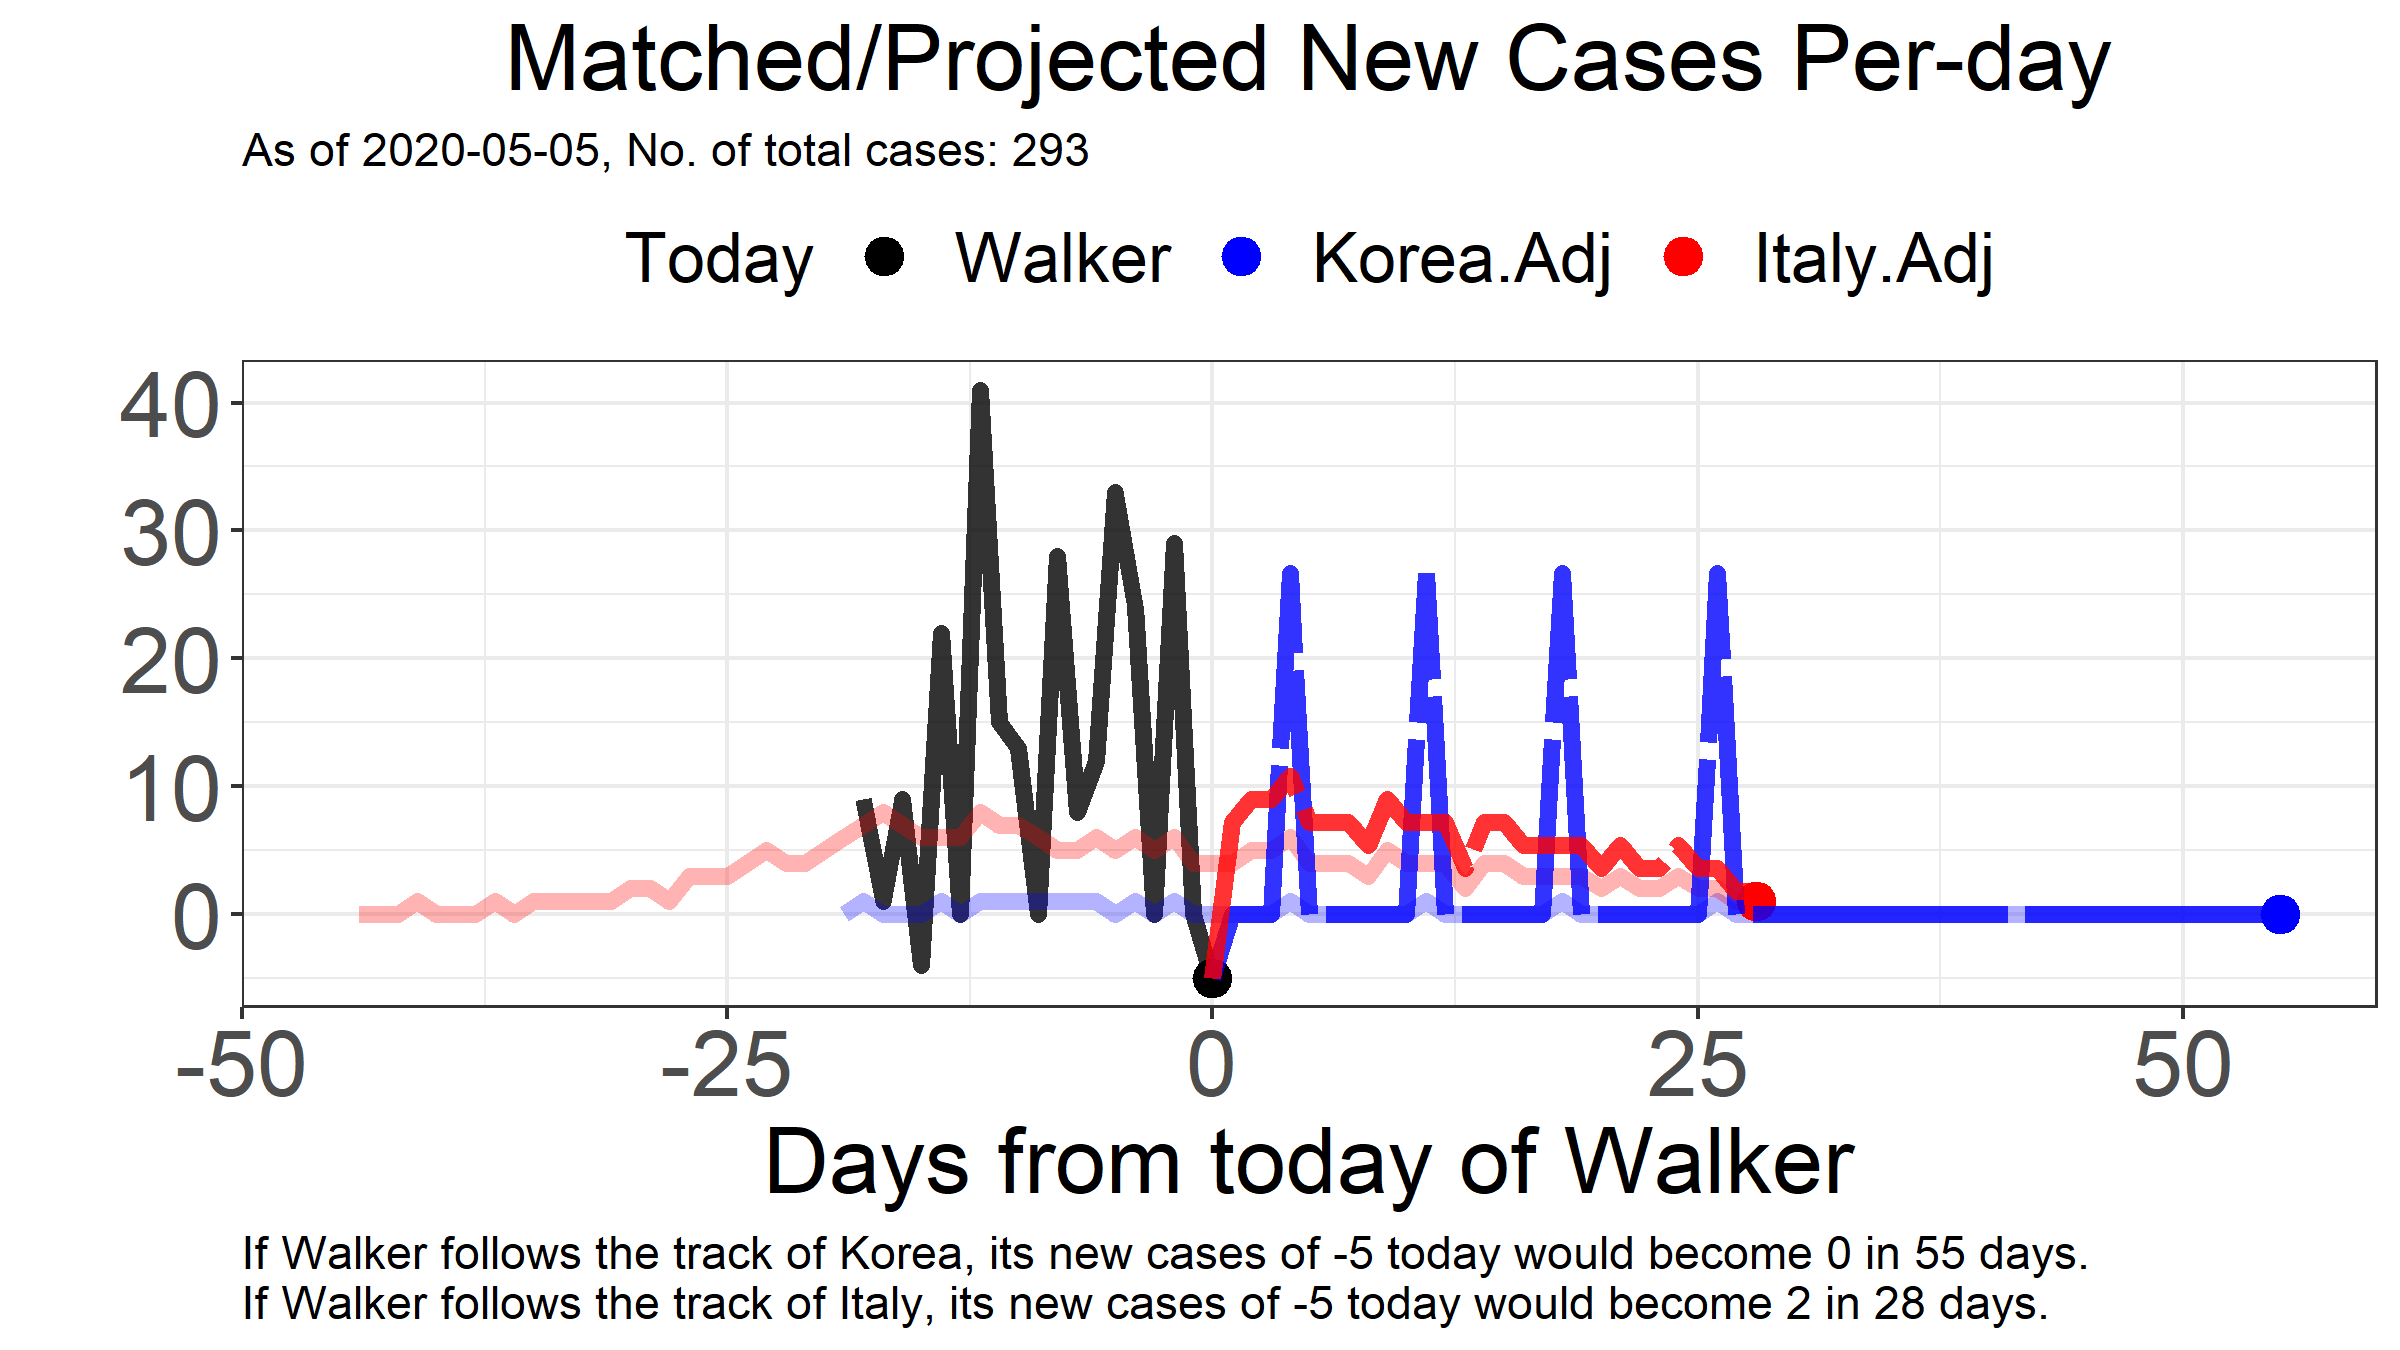 Matched/Projected New Cases Per-day
As of 2020-05-05, No. of total cases: 293
Today Walker Korea.Adj Italy.Adj
40
30
20
10
0
-50 -25 0 25 50
Days from today of Walker
If Walker follows the track of Korea, its new cases of -5 today would become 0 in 55 days.
If Walker follows the track of Italy, its new cases of -5 today would become 2 in 28 days.